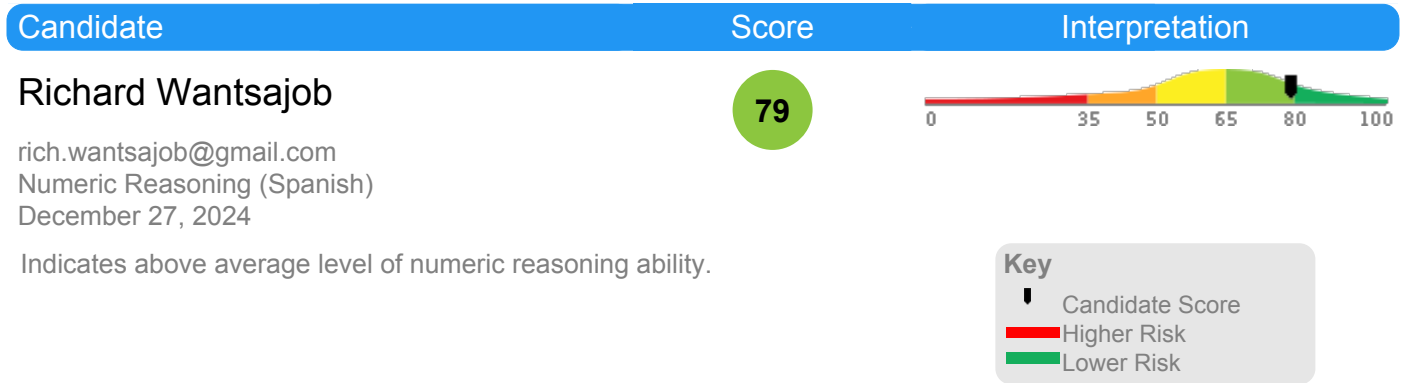 Candidate Score Interpretation
Richard Wantsajob
79
0 35 50 65 80 100
rich.wantsajob@gmail.com
Numeric Reasoning (Spanish)
December 27, 2024
Indicates above average level of numeric reasoning ability.
Key
Candidate Score
Higher Risk
Lower Risk